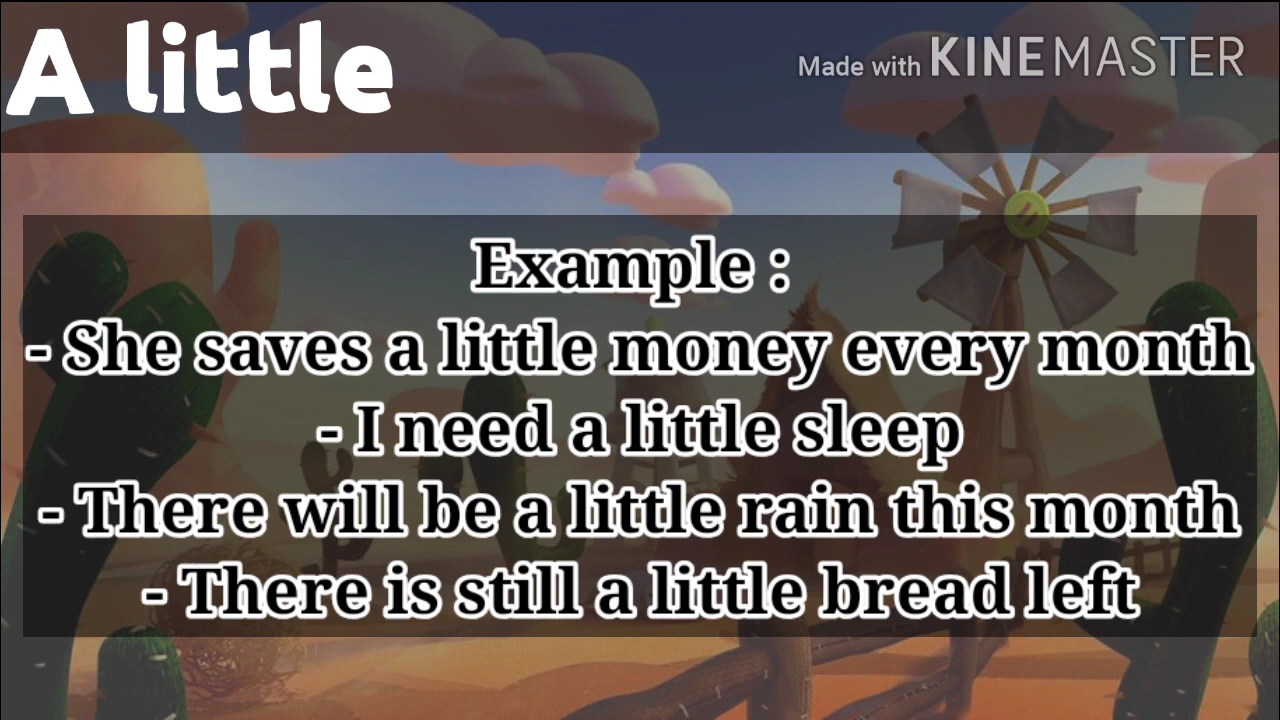 A little
Made with KINEMASTER
Example :
- She saves a little money every month
- I need a little sleep
- There will be a little rain this month
- There is still a little bread left